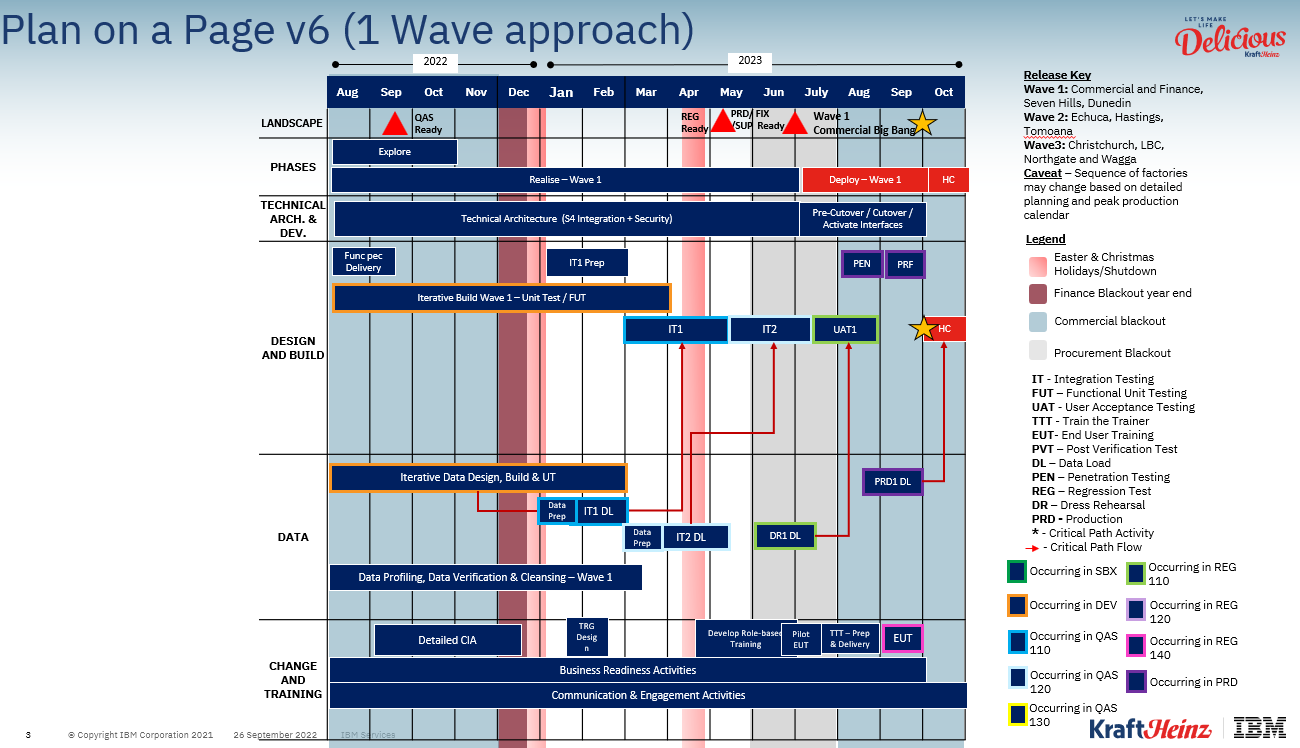 Plan on a Page v6 (1 Wave approach)
LET'S MAKE
LIFE
Delicious
KraftHeinz
2022
2023
Aug Sep Oct Nov Dec Jan Feb Mar Apr May Jun July Aug Sep Oct
LANDSCAPE
QAS
Ready
REG
Ready
PRD/
/SUP
FIX
Ready
Wave 1
Commercial Big Bang
PHASES
Explore
Realise – Wave 1
Deploy – Wave 1
HC
TECHNICAL
ARCH. &
DEV.
Technical Architecture (S4 Integration + Security)
Pre-Cutover / Cutover /
Activate Interfaces
DESIGN
AND BUILD
Func pec
Delivery
IT1 Prep
PEN
PRF
Iterative Build Wave 1 – Unit Test / FUT
IT1
IT2
UAT1
HC
DATA
Iterative Data Design, Build & UT
PRD1 DL
Data
Prep
IT1 DL
Data
Prep
IT2 DL
DR1 DL
Data Profiling, Data Verification & Cleansing – Wave 1
CHANGE
AND
TRAINING
Detailed CIA
TRG
Desig
n
Develop Role-based
Training
Pilot
EUT
TTT – Prep
& Delivery
EUT
Business Readiness Activities
Communication & Engagement Activities
Release Key
Wave 1: Commercial and Finance,
Seven Hills, Dunedin
Wave 2: Echuca, Hastings,
Tomoana
Wave3: Christchurch, LBC,
Northgate and Wagga
Caveat – Sequence of factories
may change based on detailed
planning and peak production
calendar
Legend
Easter & Christmas
Holidays/Shutdown
Finance Blackout year end
Commercial blackout
Procurement Blackout
IT - Integration Testing
FUT – Functional Unit Testing
UAT - User Acceptance Testing
TTT – Train the Trainer
EUT- End User Training
PVT – Post Verification Test
DL – Data Load
PEN – Penetration Testing
REG – Regression Test
DR – Dress Rehearsal
PRD - Production
* - Critical Path Activity
- Critical Path Flow
Occurring in SBX
Occurring in DEV
Occurring in QAS
110
Occurring in QAS
120
Occurring in QAS
130
Occurring in REG
110
Occurring in REG
120
Occurring in REG
140
Occurring in PRD
3
© Copyright IBM Corporation 2021
26 September 2022
IBM Services
KraftHeinz
IBM